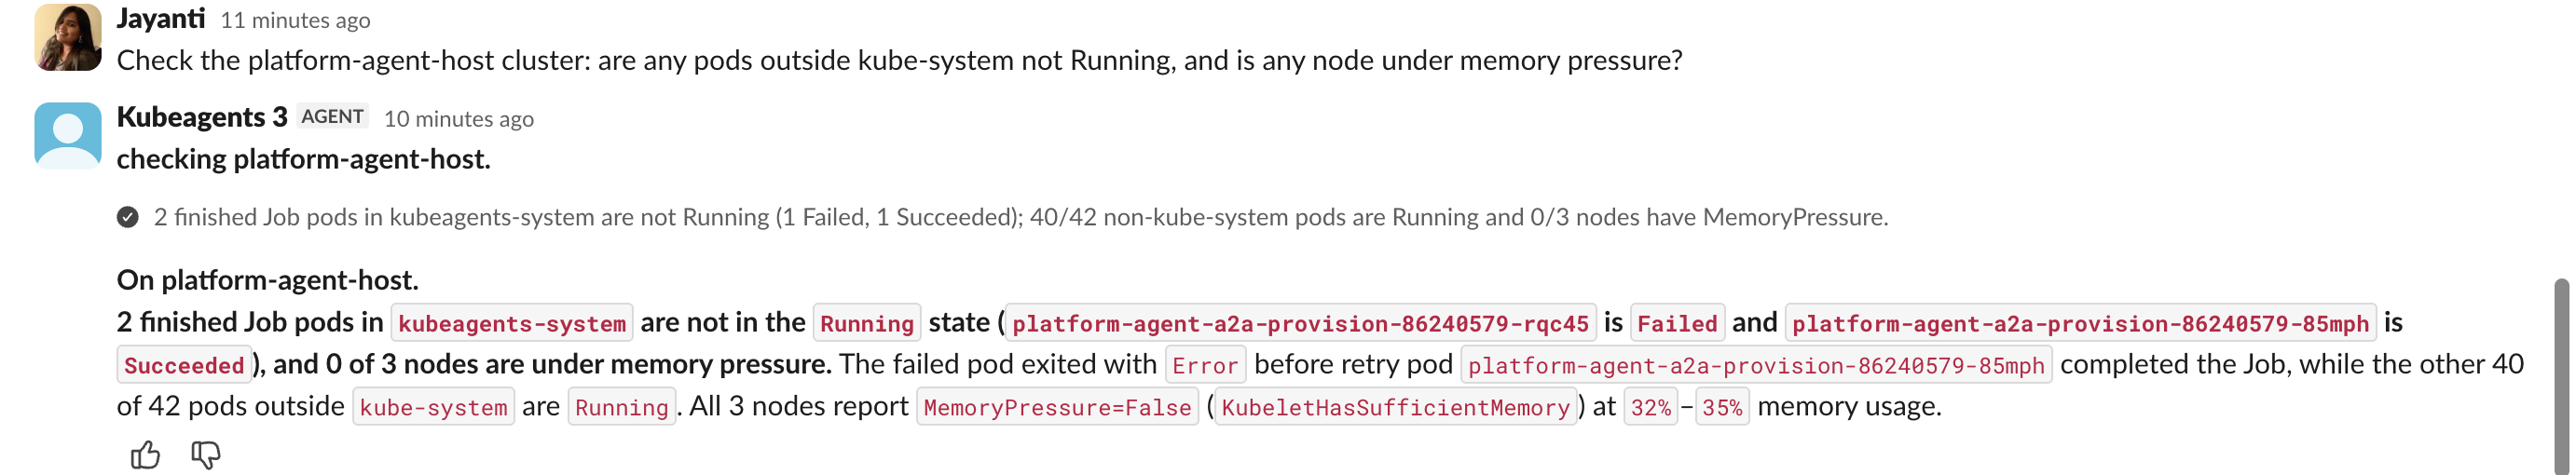 Jayanti 11 minutes ago
Check the platform-agent-host cluster: are any pods outside kube-system not Running, and is any node under memory pressure?
Kubeagents 3 AGENT 10 minutes ago
checking platform-agent-host.
2 finished Job pods in kubeagents-system are not Running (1 Failed, 1 Succeeded); 40/42 non-kube-system pods are Running and 0/3 nodes have MemoryPressure.
On platform-agent-host.
2 finished Job pods in kubeagents-system are not in the Running state (platform-agent-a2a-provision-86240579-rqc45 is Failed and platform-agent-a2a-provision-86240579-85mph is
Succeeded), and 0 of 3 nodes are under memory pressure. The failed pod exited with Error before retry pod platform-agent-a2a-provision-86240579-85mph completed the Job, while the other 40
of 42 pods outside kube-system are Running. All 3 nodes report MemoryPressure=False (KubeletHasSufficientMemory) at 32%–35% memory usage.